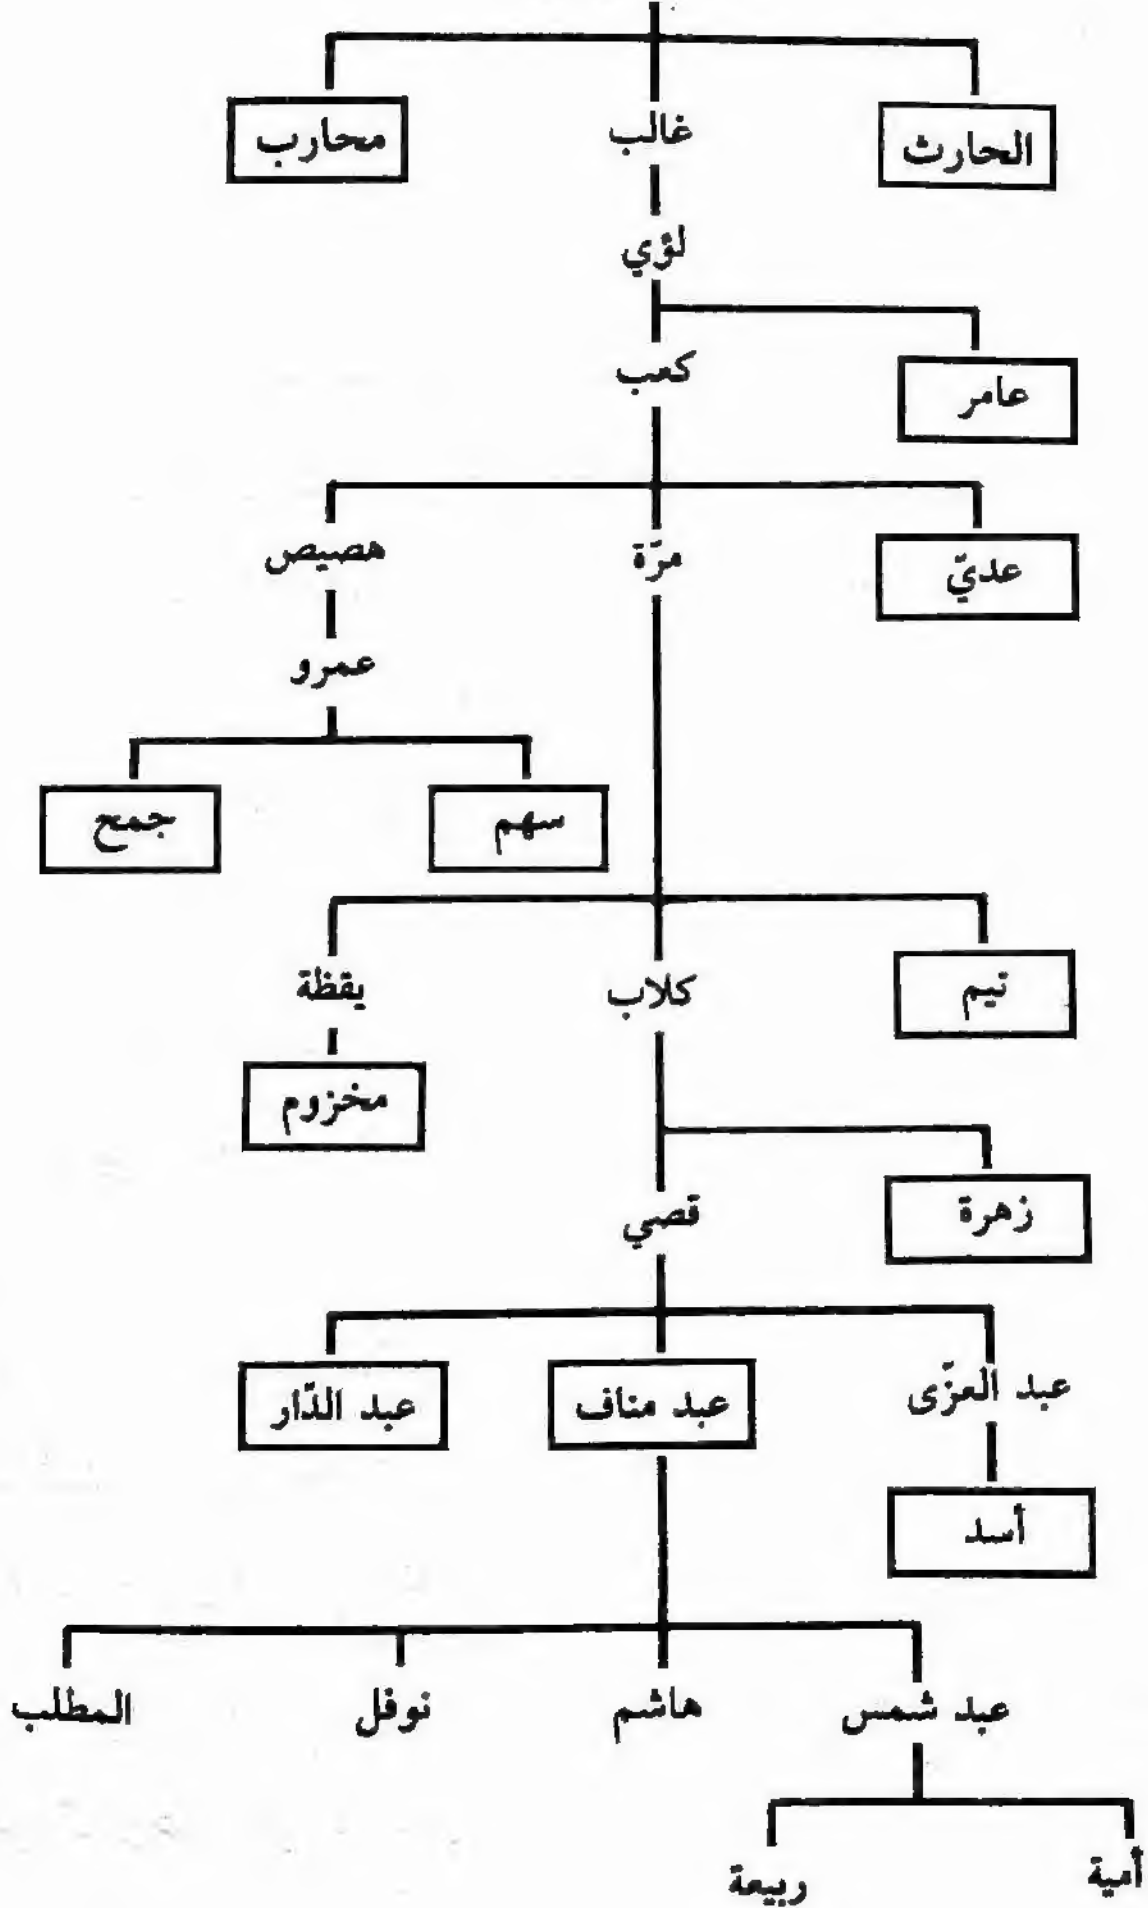 الحارث
غالب
محارب
لؤي
عامر
كعب
عديّ
مرّة
هصيص
عمرو
سهم
جمح
تيم
كلاب
يقظة
مخزوم
زهرة
قصي
عبد العزّى
عبد مناف
عبد الدّار
أسد
عبد شمس
هاشم
نوفل
المطلب
أمية
ربيعة